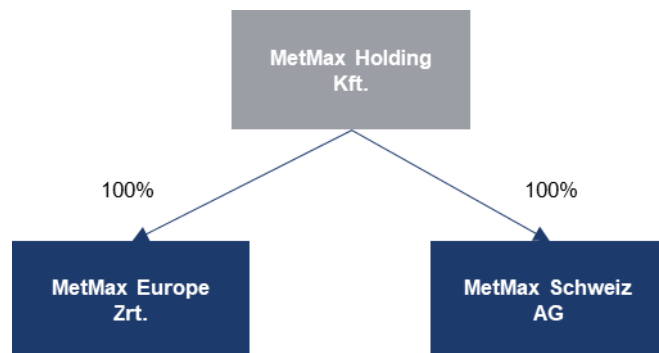 MetMax Holding
Kft.
100%
100%
MetMax Europe
Zrt.
MetMax Schweiz
AG